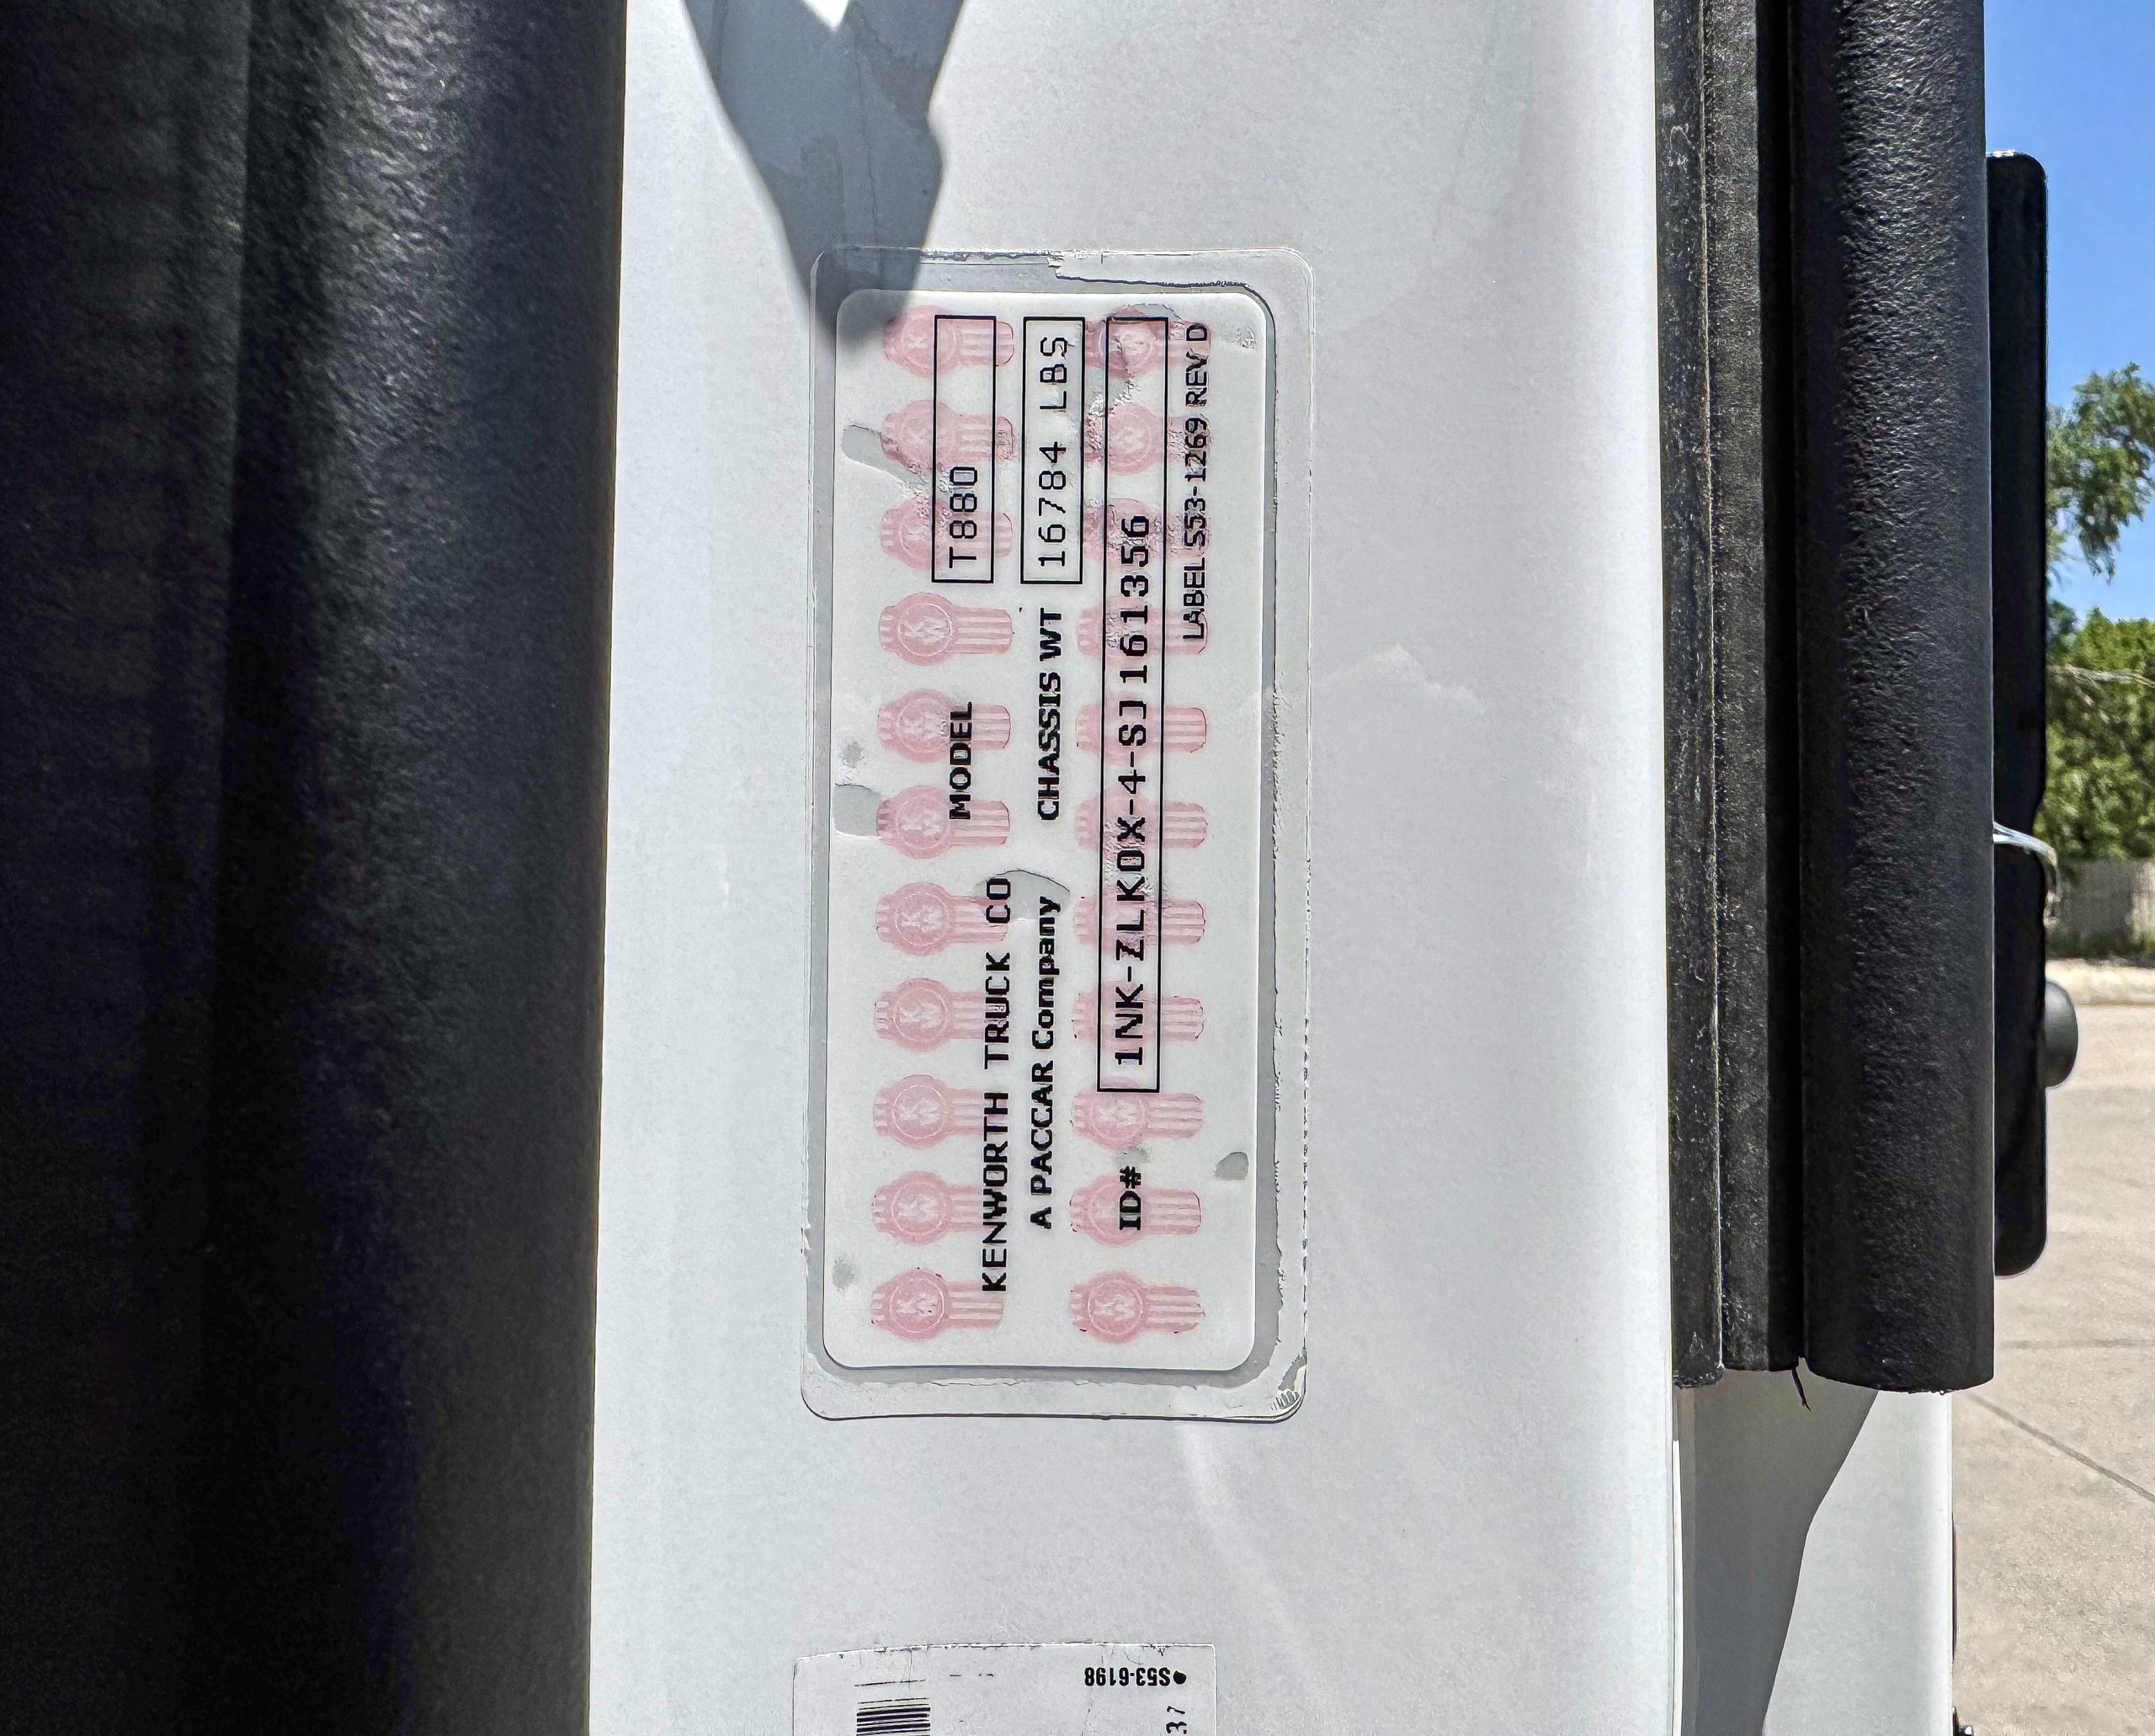 KENWORTH TRUCK CO
A PACCAR Company
MODEL T880
CHASSIS WT 16784 LBS
ID# 1NK-ZLK0X-4-SJ161356
LABEL S53-1269 REV D
S53-6198
37